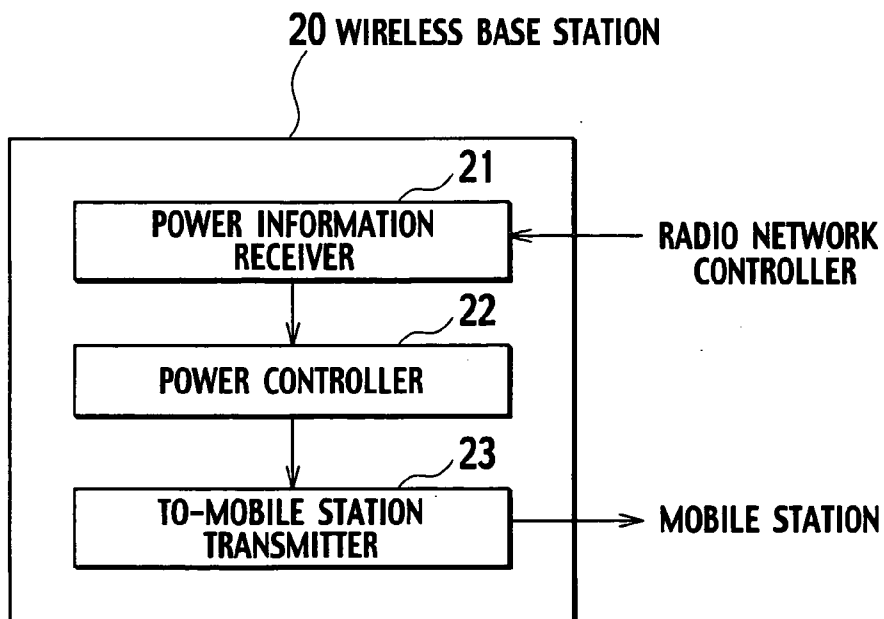 20 WIRELESS BASE STATION
21
POWER INFORMATION
RECEIVER
RADIO NETWORK
CONTROLLER
22
POWER CONTROLLER
23
TO-MOBILE STATION
TRANSMITTER
MOBILE STATION